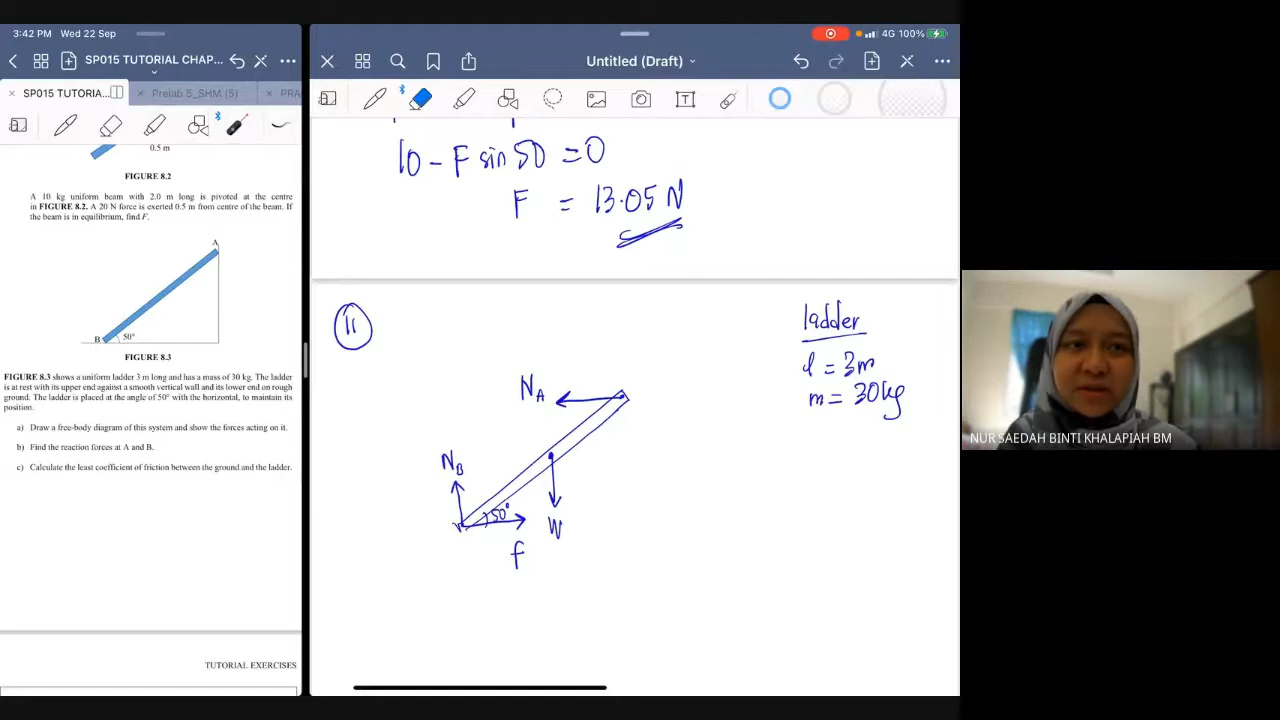 3:42 PM Wed 22 Sep
4G 100%
SP015 TUTORIAL CHAP...
Untitled (Draft)
SP015 TUTORIA...
Prelab 5_SHM (5)
PRA
0.5 m
FIGURE 8.2
A 10 kg uniform beam with 2.0 m long is pivoted at the centre
in FIGURE 8.2. A 20 N force is exerted 0.5 m from centre of the beam. If
the beam is in equilibrium, find F.
A
B
50°
FIGURE 8.3
FIGURE 8.3 shows a uniform ladder 3 m long and has a mass of 30 kg. The ladder
is at rest with its upper end against a smooth vertical wall and its lower end on rough
ground. The ladder is placed at the angle of 50° with the horizontal, to maintain its
position.
a) Draw a free-body diagram of this system and show the forces acting on it.
b) Find the reaction forces at A and B.
c) Calculate the least coefficient of friction between the ground and the ladder.
TUTORIAL EXERCISES
10 - F sin 50 = 0
F = 13.05 N
11
ladder
l = 3m
m = 30kg
N_A
N_B
50°
W
f
NUR SAEDAH BINTI KHALAPIAH BM